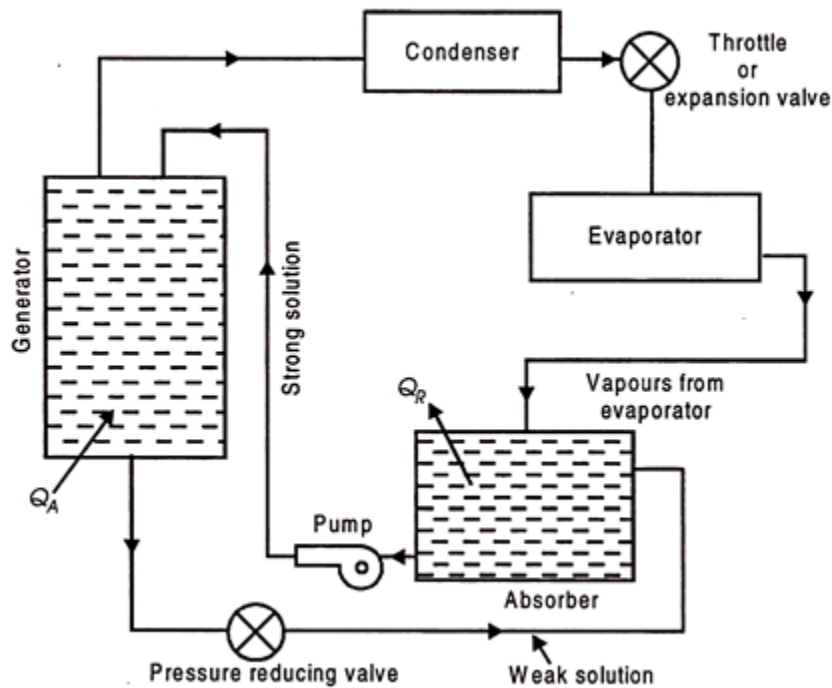 Condenser
Throttle
or
expansion valve
Evaporator
Generator
Strong solution
Vapours from
evaporator
Q_R
Q_A
Pump
Absorber
Pressure reducing valve
Weak solution